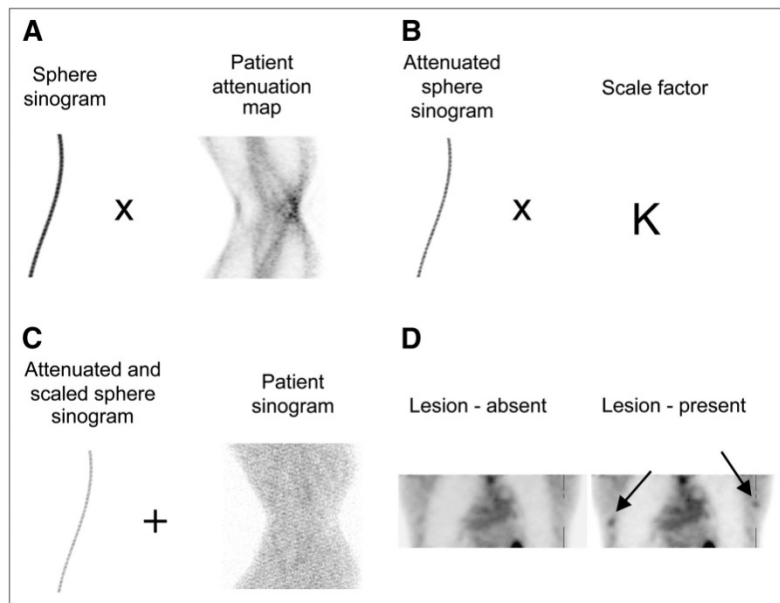 A
Sphere
sinogram
x
Patient
attenuation
map
B
Attenuated
sphere
sinogram
x
Scale factor
K
C
Attenuated and
scaled sphere
sinogram
+
Patient
sinogram
D
Lesion - absent
Lesion - present